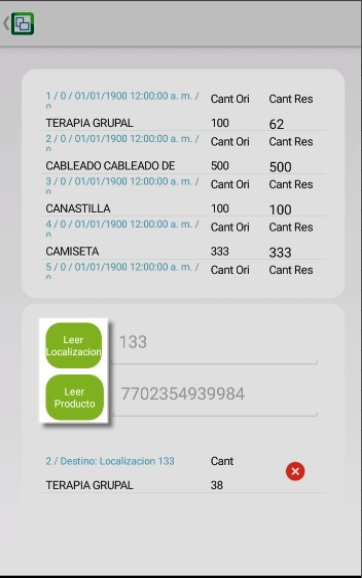 1 / 0 / 01/01/1900 12:00:00 a. m. / Cant Ori Cant Res
0
TERAPIA GRUPAL 100 62
2 / 0 / 01/01/1900 12:00:00 a. m. / Cant Ori Cant Res
0
CABLEADO CABLEADO DE 500 500
3 / 0 / 01/01/1900 12:00:00 a. m. / Cant Ori Cant Res
0
CANASTILLA 100 100
4 / 0 / 01/01/1900 12:00:00 a. m. / Cant Ori Cant Res
0
CAMISETA 333 333
5 / 0 / 01/01/1900 12:00:00 a. m. / Cant Ori Cant Res
0
Leer
Localizacion
133
Leer
Producto
7702354939984
2 / Destino: Localizacion 133 Cant
TERAPIA GRUPAL 38